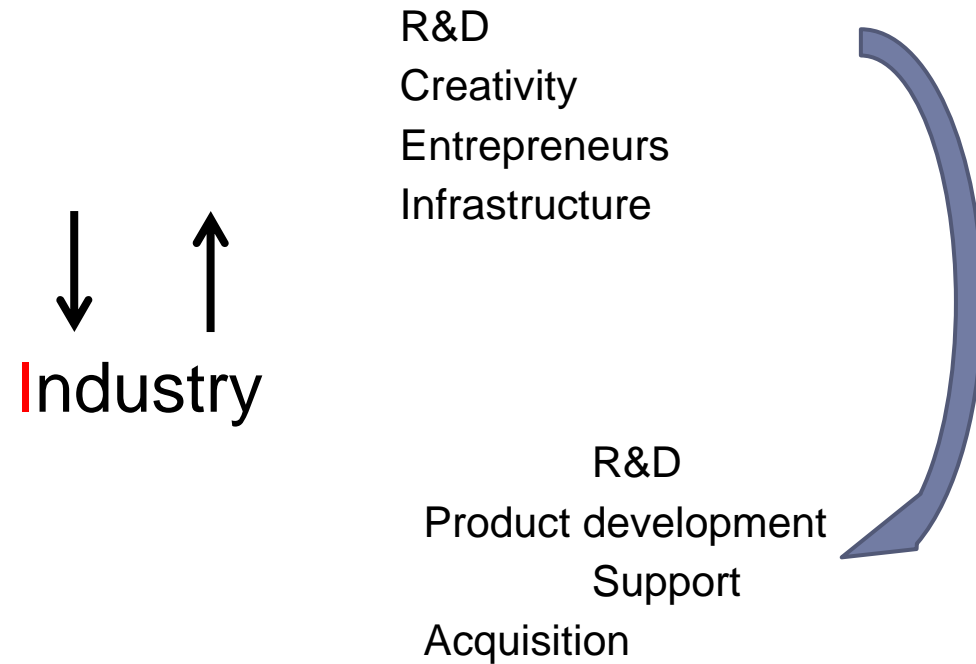 R&D
Creativity
Entrepreneurs
Infrastructure
Industry
R&D
Product development
Support
Acquisition